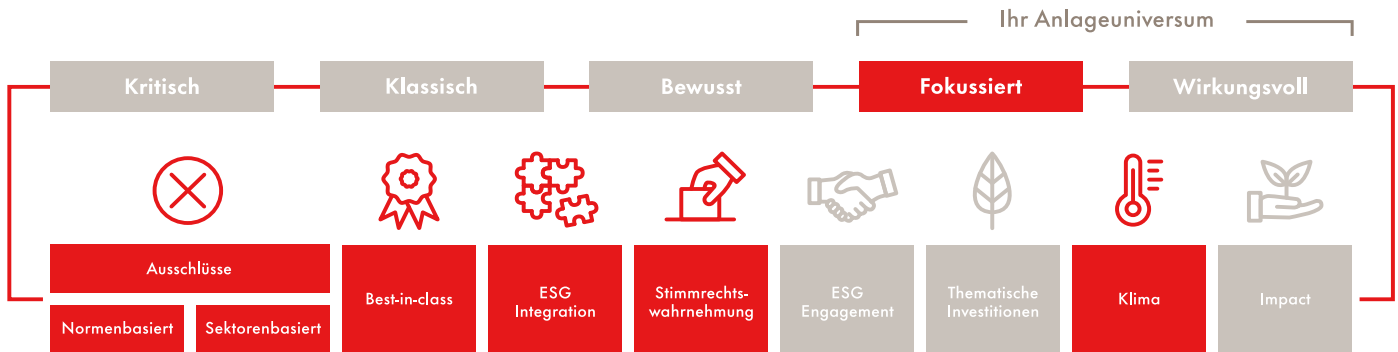 Ihr Anlageuniversum
Kritisch
Klassisch
Bewusst
Fokussiert
Wirkungsvoll
Ausschlüsse
Normenbasiert
Sektorenbasiert
Best-in-class
ESG
Integration
Stimmrechts-
wahrnehmung
ESG
Engagement
Thematische
Investitionen
Klima
Impact